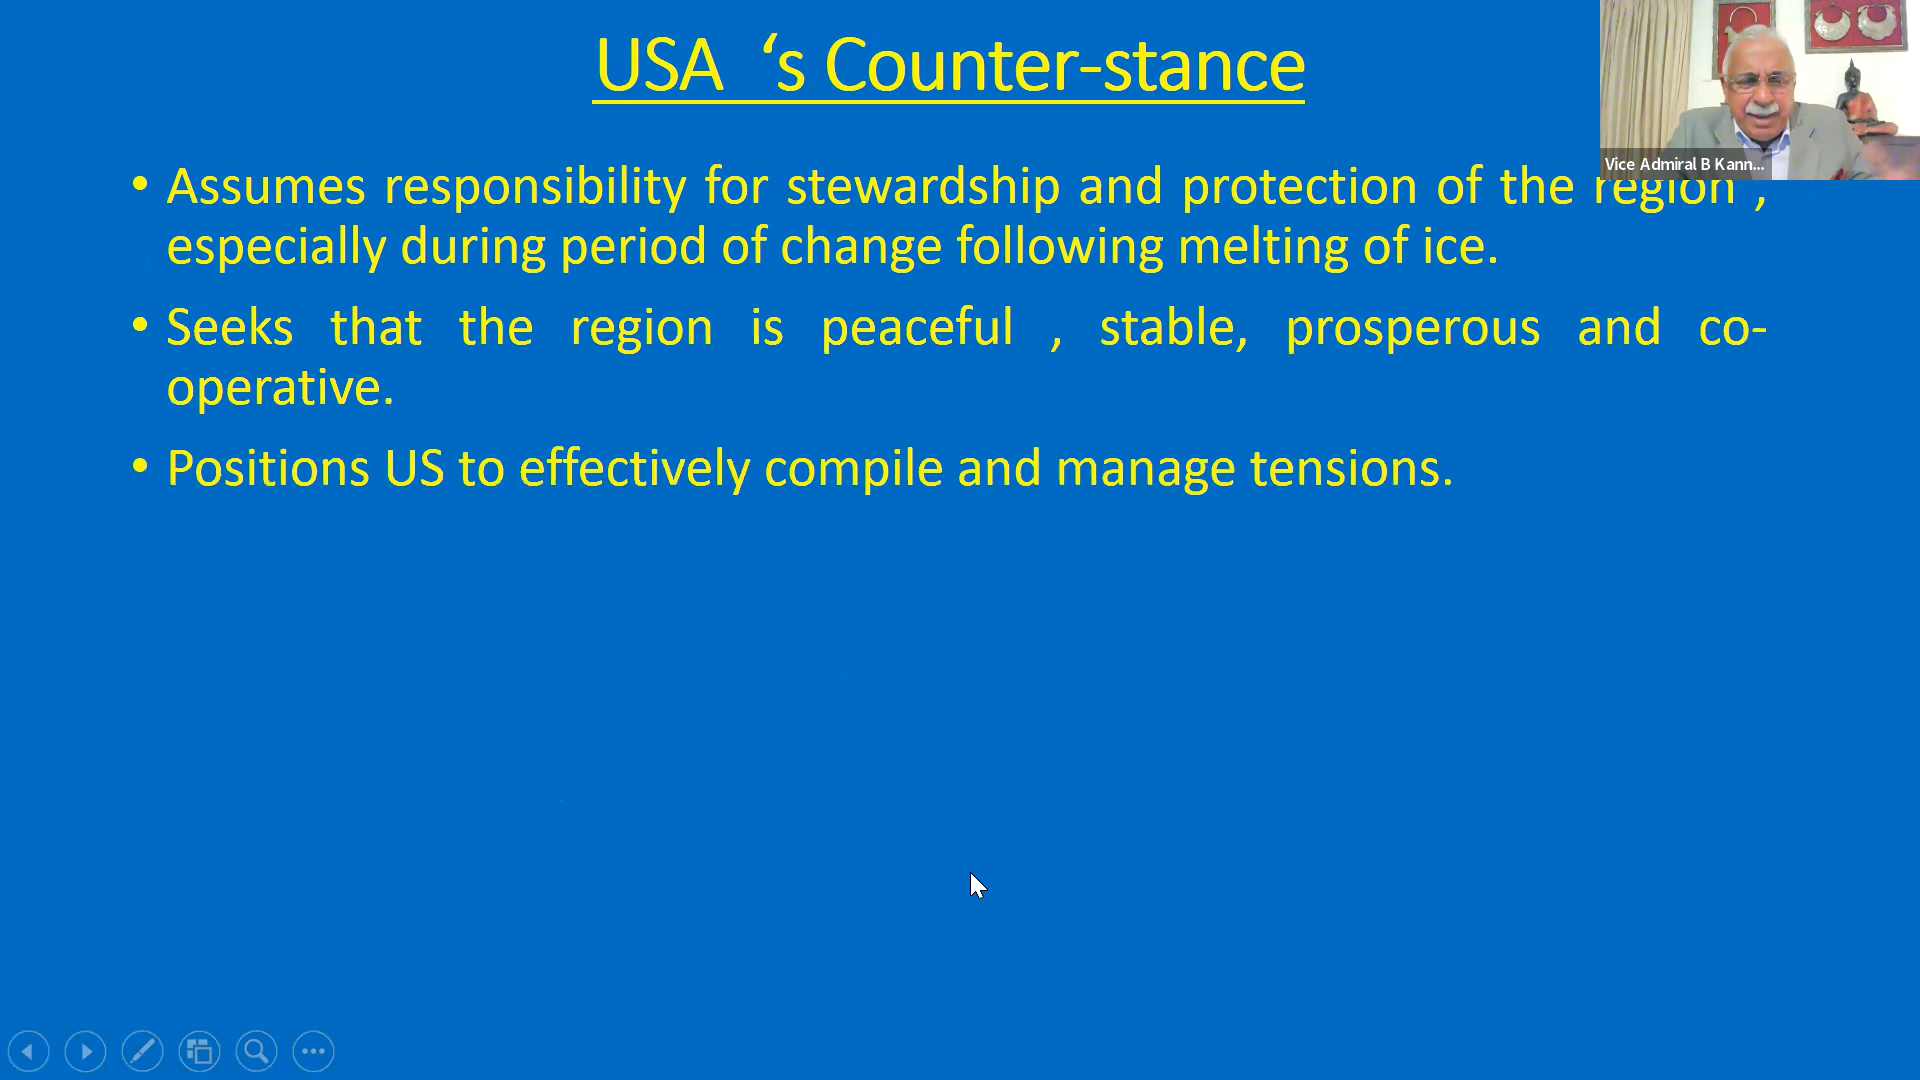 USA ‘s Counter-stance
Vice Admiral B Kann...
• Assumes responsibility for stewardship and protection of the region ,
especially during period of change following melting of ice.
• Seeks that the region is peaceful , stable, prosperous and co-
operative.
• Positions US to effectively compile and manage tensions.